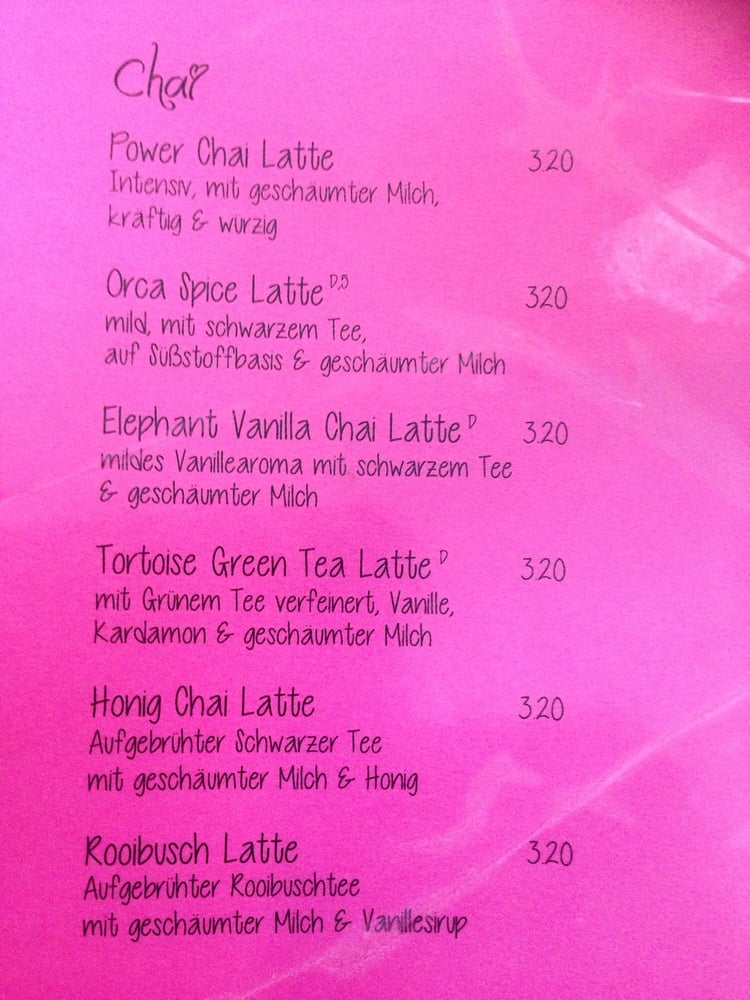 Chai
Power Chai Latte 3.20
Intensiv, mit geschäumter Milch,
kräftig & würzig
Orca Spice Latte D,5 3.20
mild, mit schwarzem Tee,
auf Süßstoffbasis & geschäumter Milch
Elephant Vanilla Chai Latte D 3.20
mildes Vanillearoma mit schwarzem Tee
& geschäumter Milch
Tortoise Green Tea Latte D 3.20
mit Grünem Tee verfeinert, Vanille,
Kardamon & geschäumter Milch
Honig Chai Latte 3.20
Aufgebrühter Schwarzer Tee
mit geschäumter Milch & Honig
Rooibusch Latte 3.20
Aufgebrühter Rooibuschtee
mit geschäumter Milch & Vanillesirup